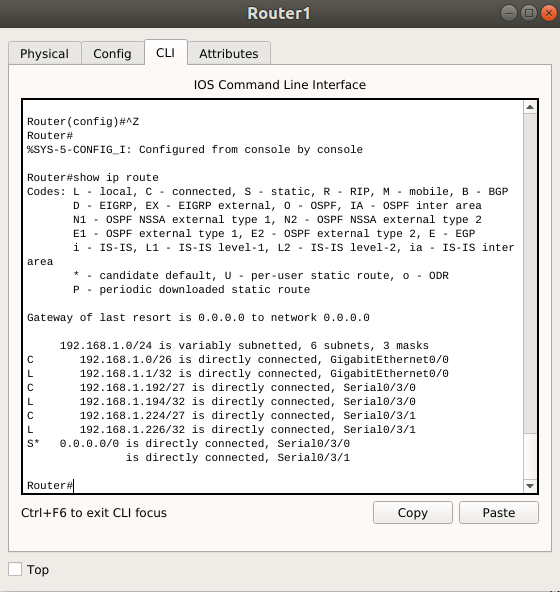 Router1
Physical Config CLI Attributes
IOS Command Line Interface
Router(config)#^Z
Router#
%SYS-5-CONFIG_I: Configured from console by console
Router#show ip route
Codes: L - local, C - connected, S - static, R - RIP, M - mobile, B - BGP
D - EIGRP, EX - EIGRP external, O - OSPF, IA - OSPF inter area
N1 - OSPF NSSA external type 1, N2 - OSPF NSSA external type 2
E1 - OSPF external type 1, E2 - OSPF external type 2, E - EGP
i - IS-IS, L1 - IS-IS level-1, L2 - IS-IS level-2, ia - IS-IS inter
area
* - candidate default, U - per-user static route, o - ODR
P - periodic downloaded static route
Gateway of last resort is 0.0.0.0 to network 0.0.0.0
192.168.1.0/24 is variably subnetted, 6 subnets, 3 masks
C 192.168.1.0/26 is directly connected, GigabitEthernet0/0
L 192.168.1.1/32 is directly connected, GigabitEthernet0/0
C 192.168.1.192/27 is directly connected, Serial0/3/0
L 192.168.1.194/32 is directly connected, Serial0/3/0
C 192.168.1.224/27 is directly connected, Serial0/3/1
L 192.168.1.226/32 is directly connected, Serial0/3/1
S* 0.0.0.0/0 is directly connected, Serial0/3/0
is directly connected, Serial0/3/1
Router#
Ctrl+F6 to exit CLI focus Copy Paste
Top